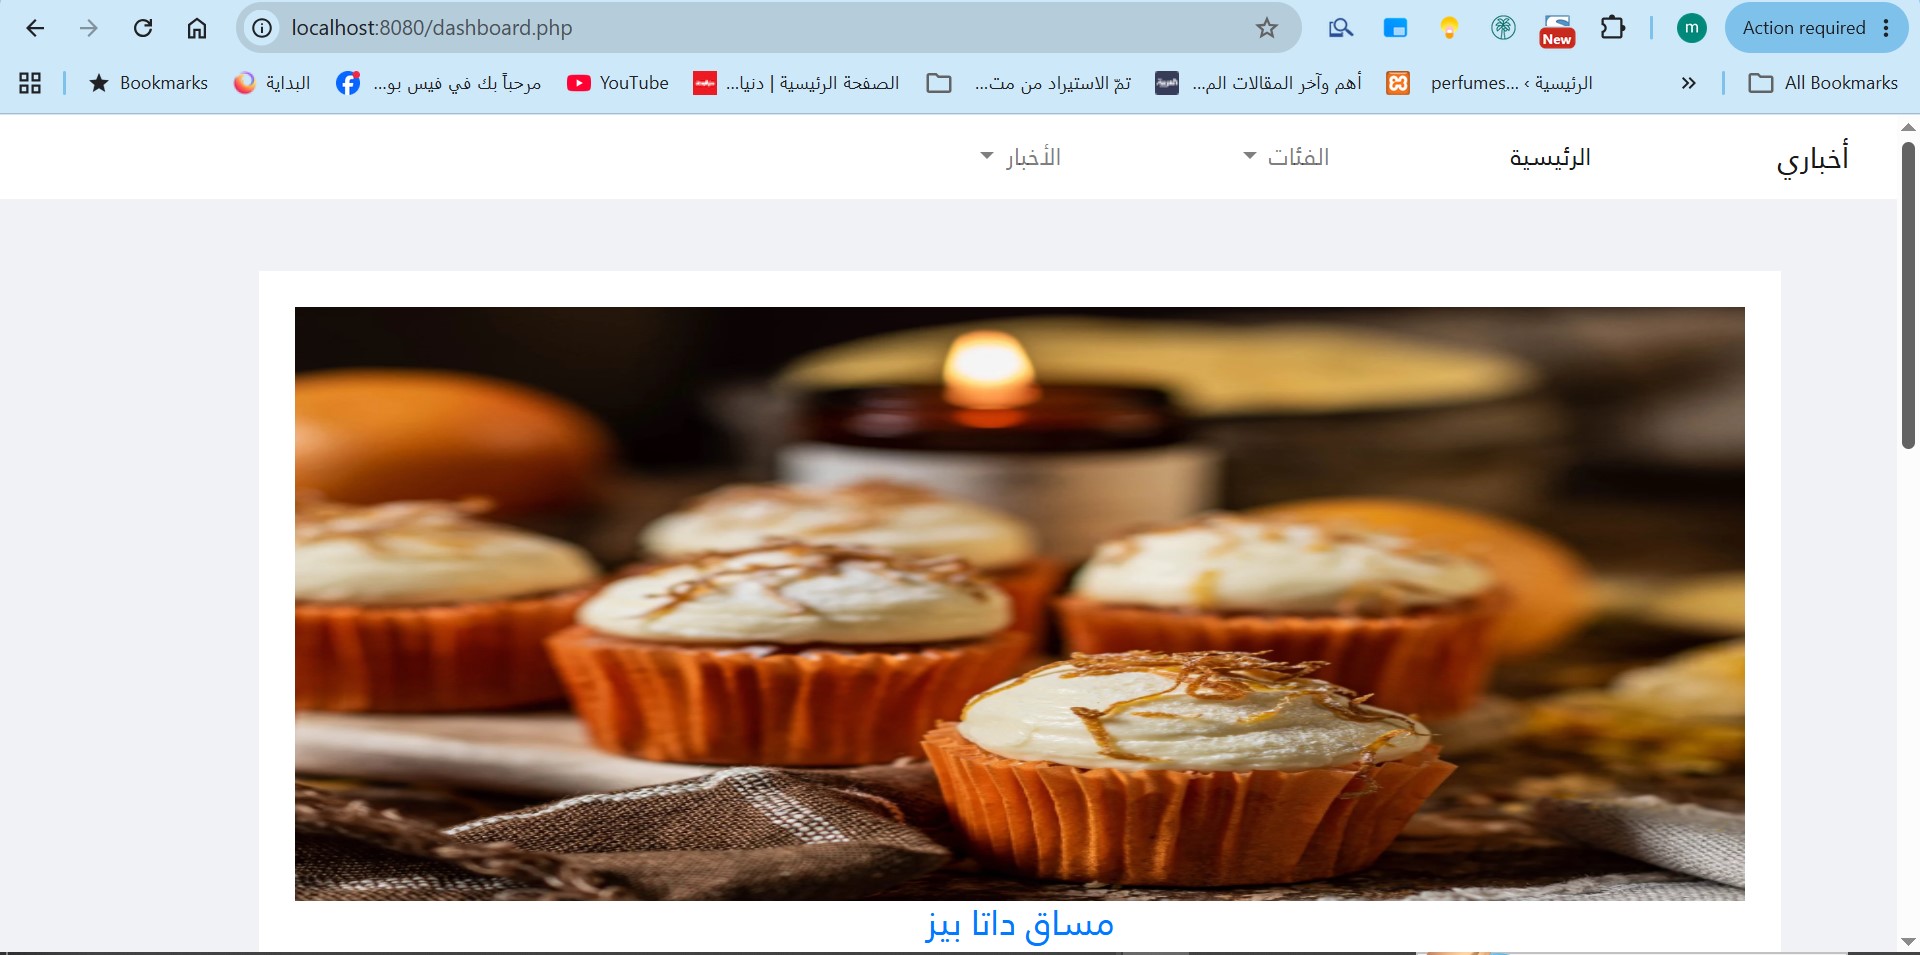 localhost:8080/dashboard.php
New
m
Action required
Bookmarks
البداية
مرحباً بك في فيس بو...
YouTube
الصفحة الرئيسية | دنيا...
تمّ الاستيراد من مت...
أهم وآخر المقالات الم...
الرئيسية ‹ perfumes...
All Bookmarks
أخباري
الرئيسية
الفئات
الأخبار
مساق داتا بيز